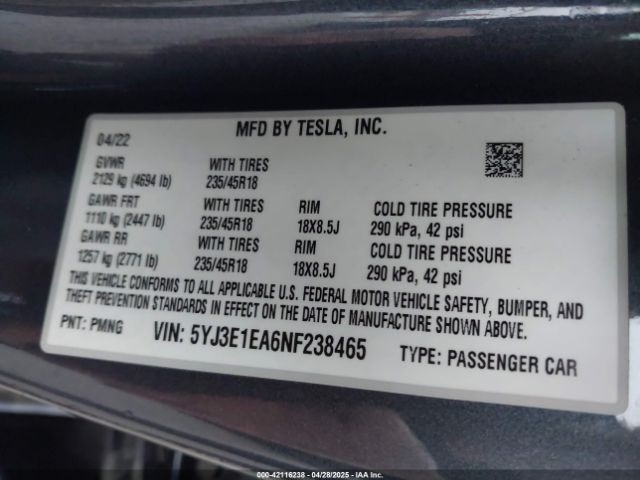 MFD BY TESLA, INC.
04/22
GVWR WITH TIRES
2129 kg (4694 lb) 235/45R18
GAWR FRT WITH TIRES RIM COLD TIRE PRESSURE
1110 kg (2447 lb) 235/45R18 18X8.5J 290 kPa, 42 psi
GAWR RR WITH TIRES RIM COLD TIRE PRESSURE
1257 kg (2771 lb) 235/45R18 18X8.5J 290 kPa, 42 psi
THIS VEHICLE CONFORMS TO ALL APPLICABLE U.S. FEDERAL MOTOR VEHICLE SAFETY, BUMPER, AND
THEFT PREVENTION STANDARDS IN EFFECT ON THE DATE OF MANUFACTURE SHOWN ABOVE.
PNT: PMNG VIN: 5YJ3E1EA6NF238465 TYPE: PASSENGER CAR
000-42116238 - 04/28/2025 - IAA Inc.